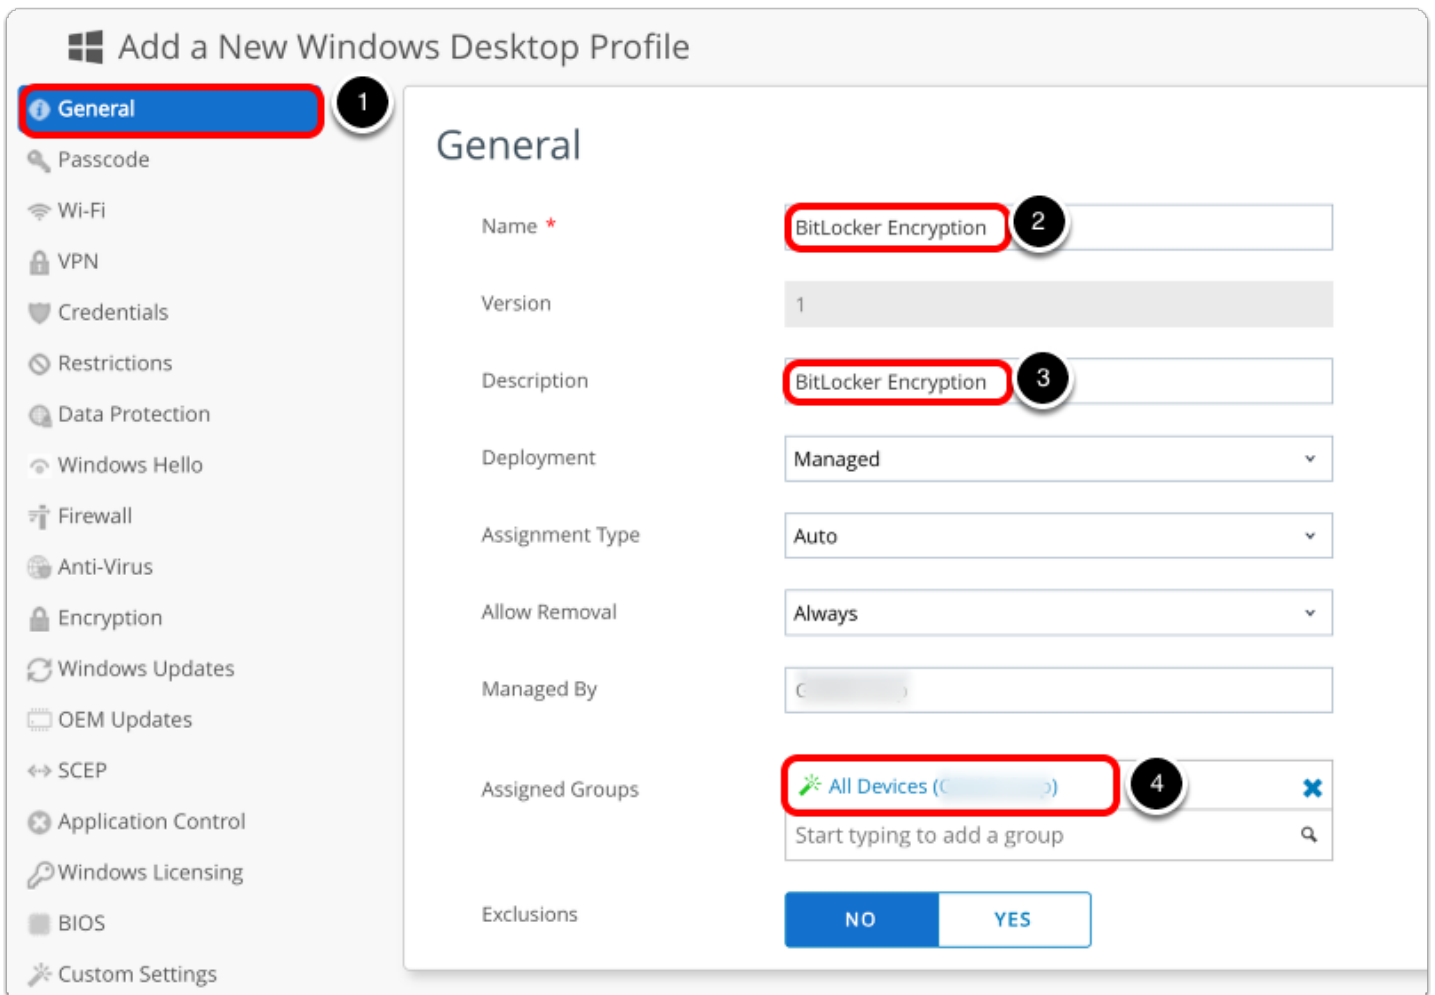 Add a New Windows Desktop Profile
General
1
Passcode
Wi-Fi
VPN
Credentials
Restrictions
Data Protection
Windows Hello
Firewall
Anti-Virus
Encryption
Windows Updates
OEM Updates
SCEP
Application Control
Windows Licensing
BIOS
Custom Settings
General
Name * BitLocker Encryption 2
Version 1
Description BitLocker Encryption 3
Deployment Managed
Assignment Type Auto
Allow Removal Always
Managed By
Assigned Groups All Devices ( ) 4
Start typing to add a group
Exclusions NO YES